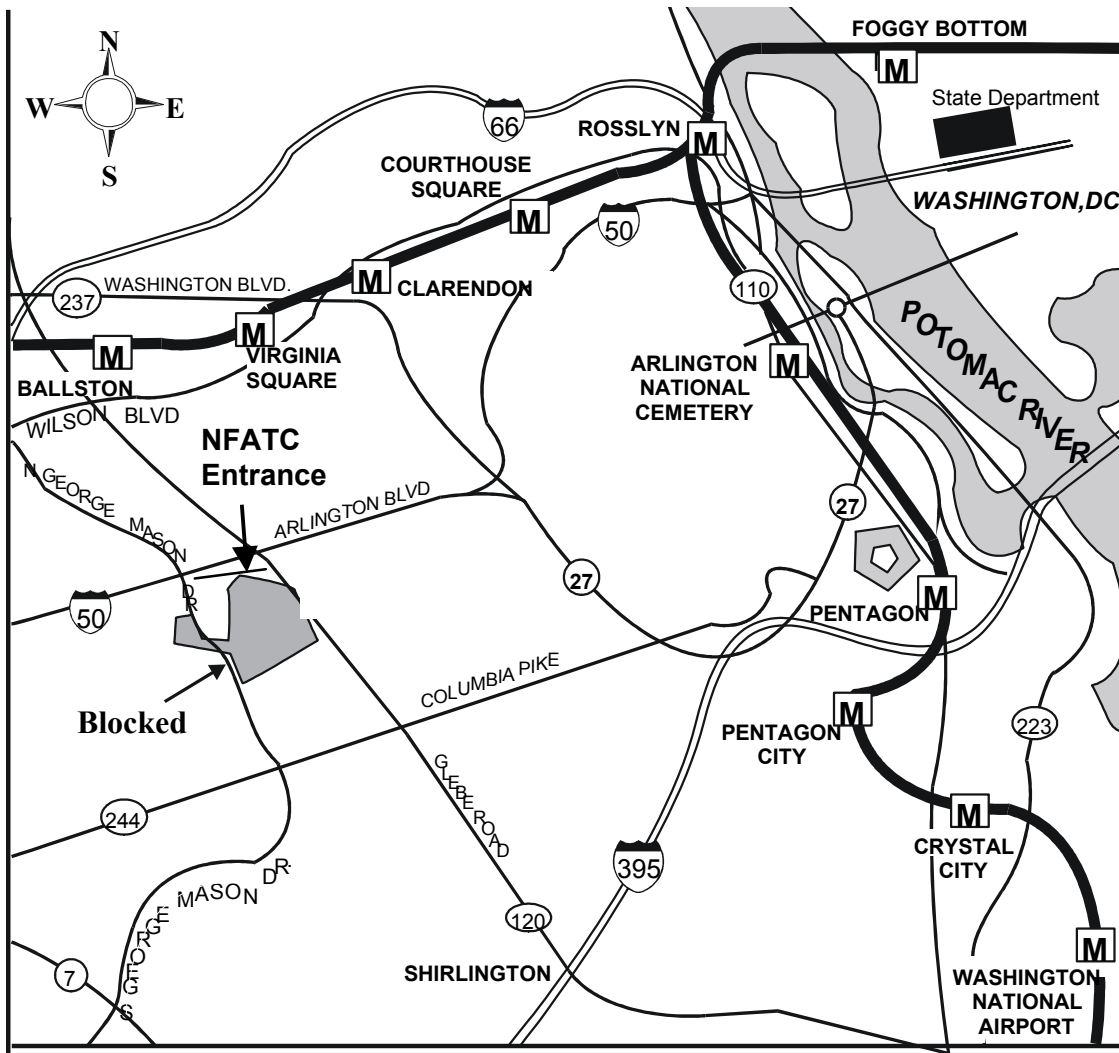 FOGGY BOTTOM
M
State Department
N
W E
S
66
ROSSLYN
M
COURTHOUSE
SQUARE
M
50
WASHINGTON,DC
237
WASHINGTON BLVD.
M
CLARENDON
110
POTOMAC RIVER
M
VIRGINIA
SQUARE
M
BALLSTON
ARLINGTON
NATIONAL
CEMETERY
M
WILSON BLVD
NFATC
Entrance
N GEORGE MASON DR
ARLINGTON BLVD
27
50
27
PENTAGON
M
COLUMBIA PIKE
Blocked
M
PENTAGON
CITY
223
GLEBE ROAD
244
M
CRYSTAL
CITY
395
S GEORGE MASON DR.
120
M
7
SHIRLINGTON
WASHINGTON
NATIONAL
AIRPORT